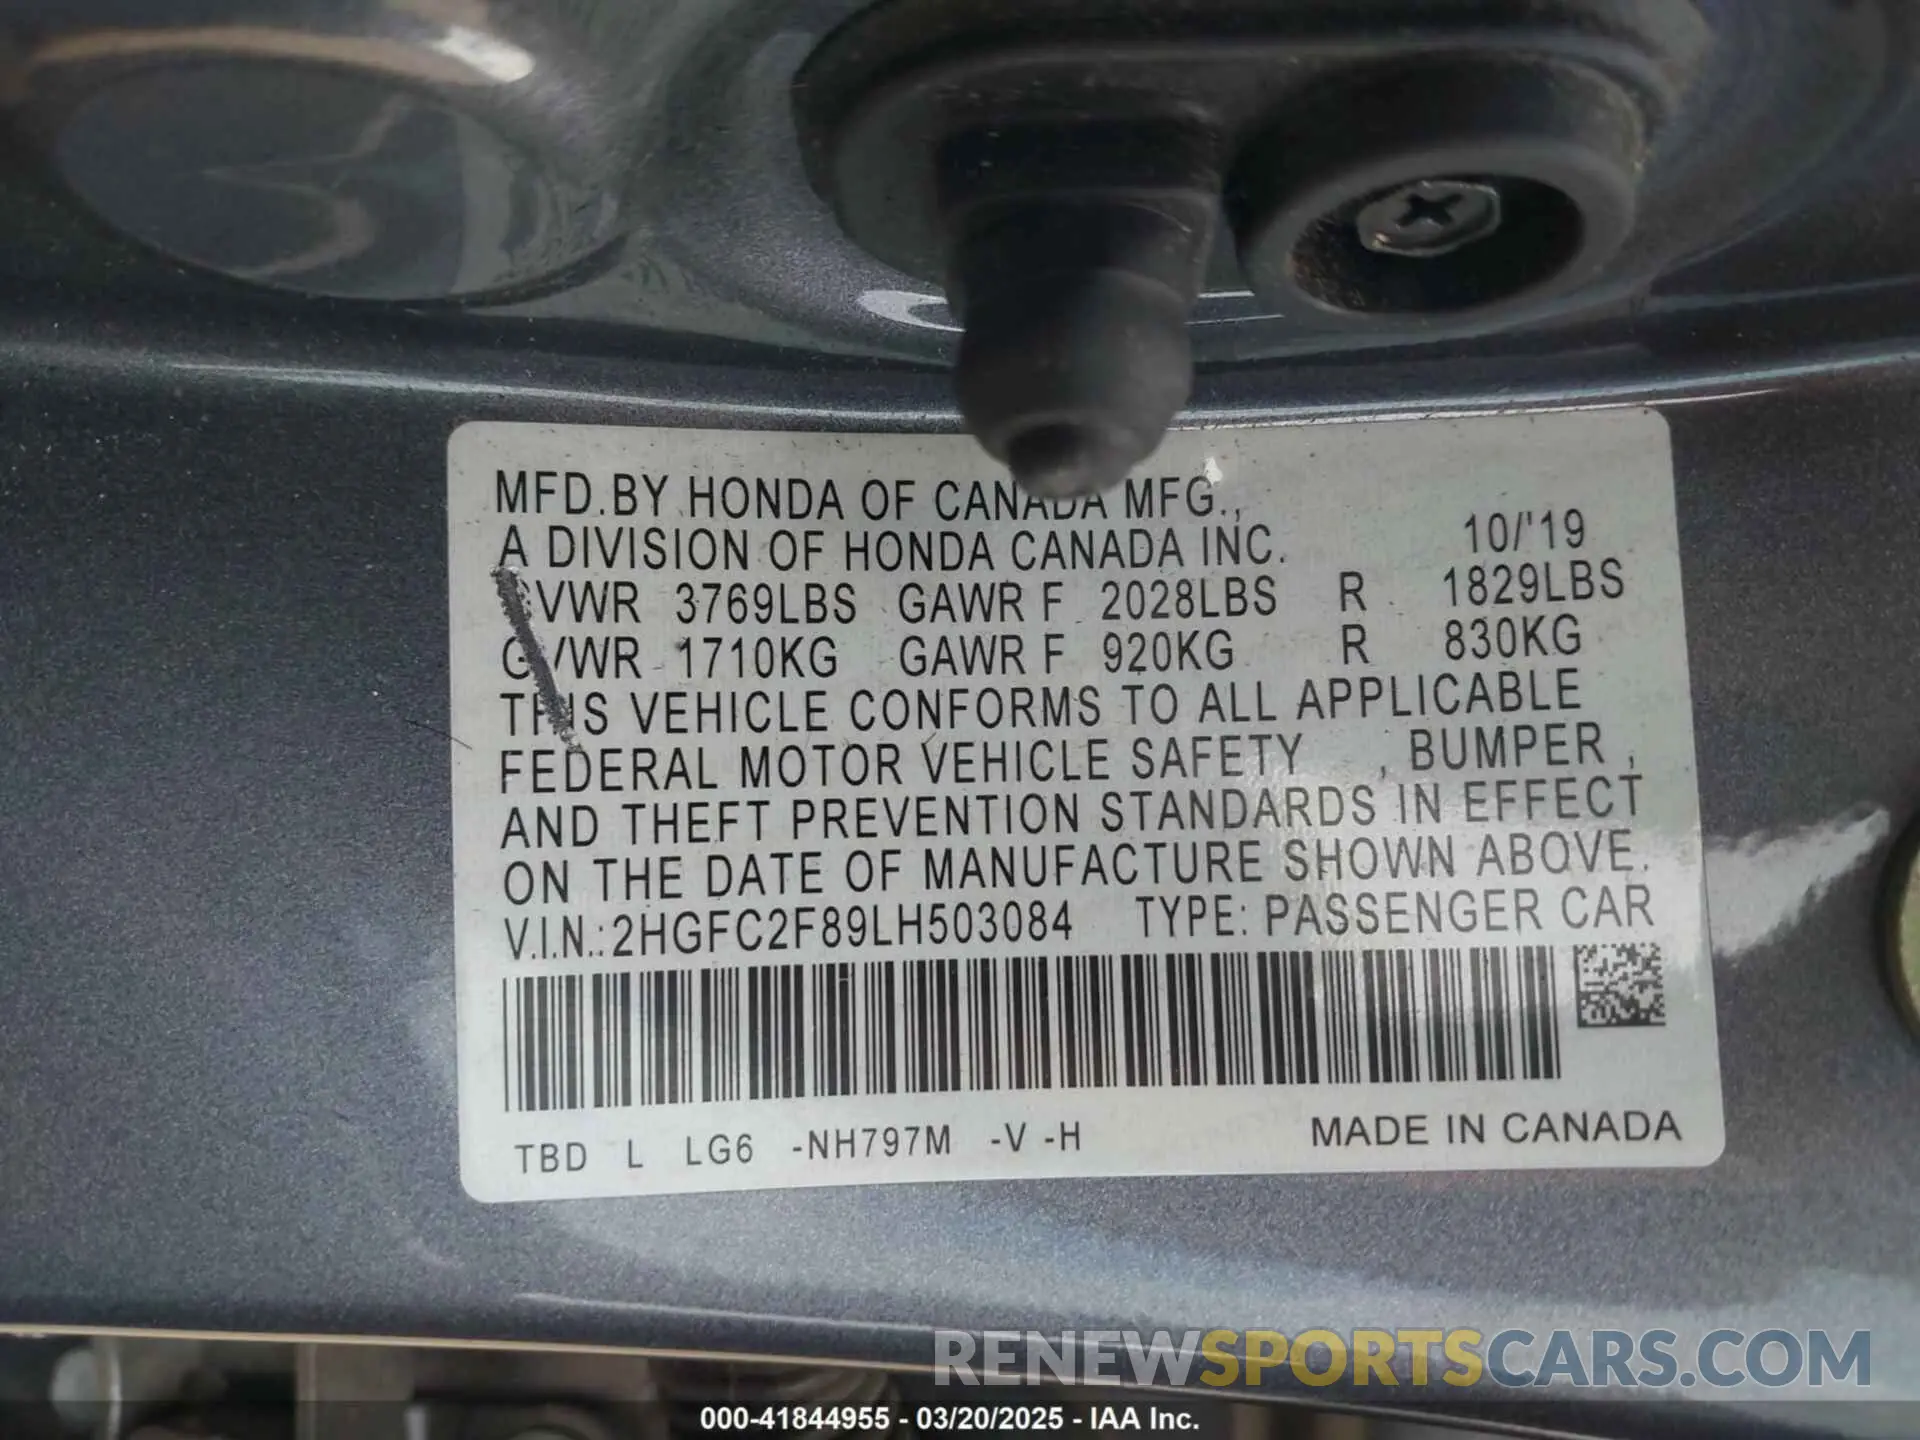 MFD.BY HONDA OF CANADA MFG.,
A DIVISION OF HONDA CANADA INC. 10/'19
GVWR 3769LBS GAWR F 2028LBS R 1829LBS
GVWR 1710KG GAWR F 920KG R 830KG
THIS VEHICLE CONFORMS TO ALL APPLICABLE
FEDERAL MOTOR VEHICLE SAFETY , BUMPER ,
AND THEFT PREVENTION STANDARDS IN EFFECT
ON THE DATE OF MANUFACTURE SHOWN ABOVE.
V.I.N.:2HGFC2F89LH503084 TYPE: PASSENGER CAR
TBD L LG6 -NH797M -V -H MADE IN CANADA
RENEWSPORTSCARS.COM
000-41844955 - 03/20/2025 - IAA Inc.